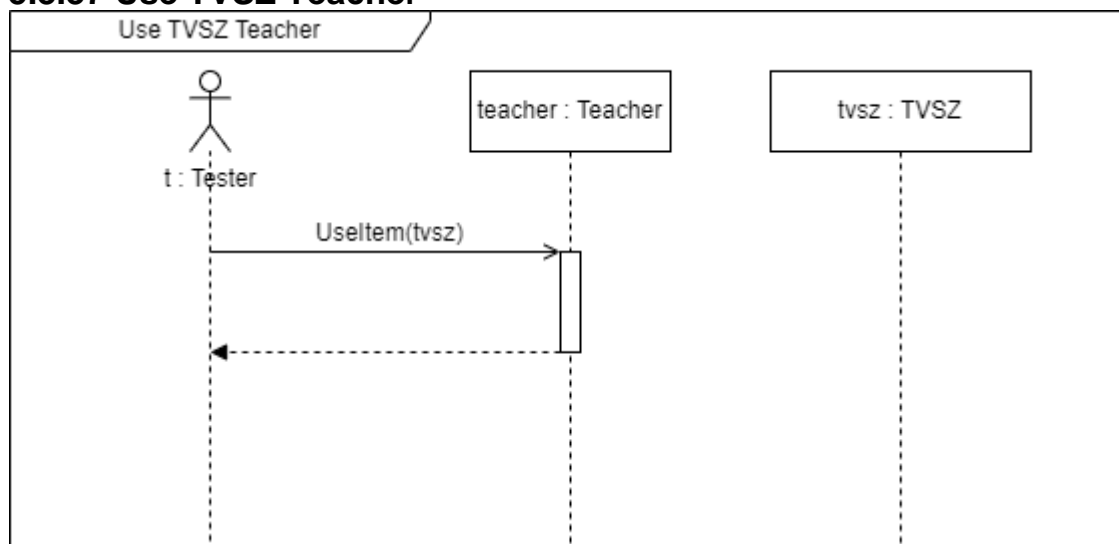 Use TVSZ Teacher
teacher : Teacher
tvsz : TVSZ
t : Tester
UseItem(tvsz)